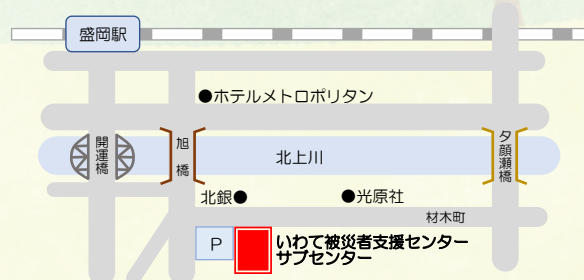 盛岡駅
●ホテルメトロポリタン
開運橋
旭橋
北上川
夕顔瀬橋
北銀●
●光原社
材木町
P
いわて被災者支援センター
サブセンター